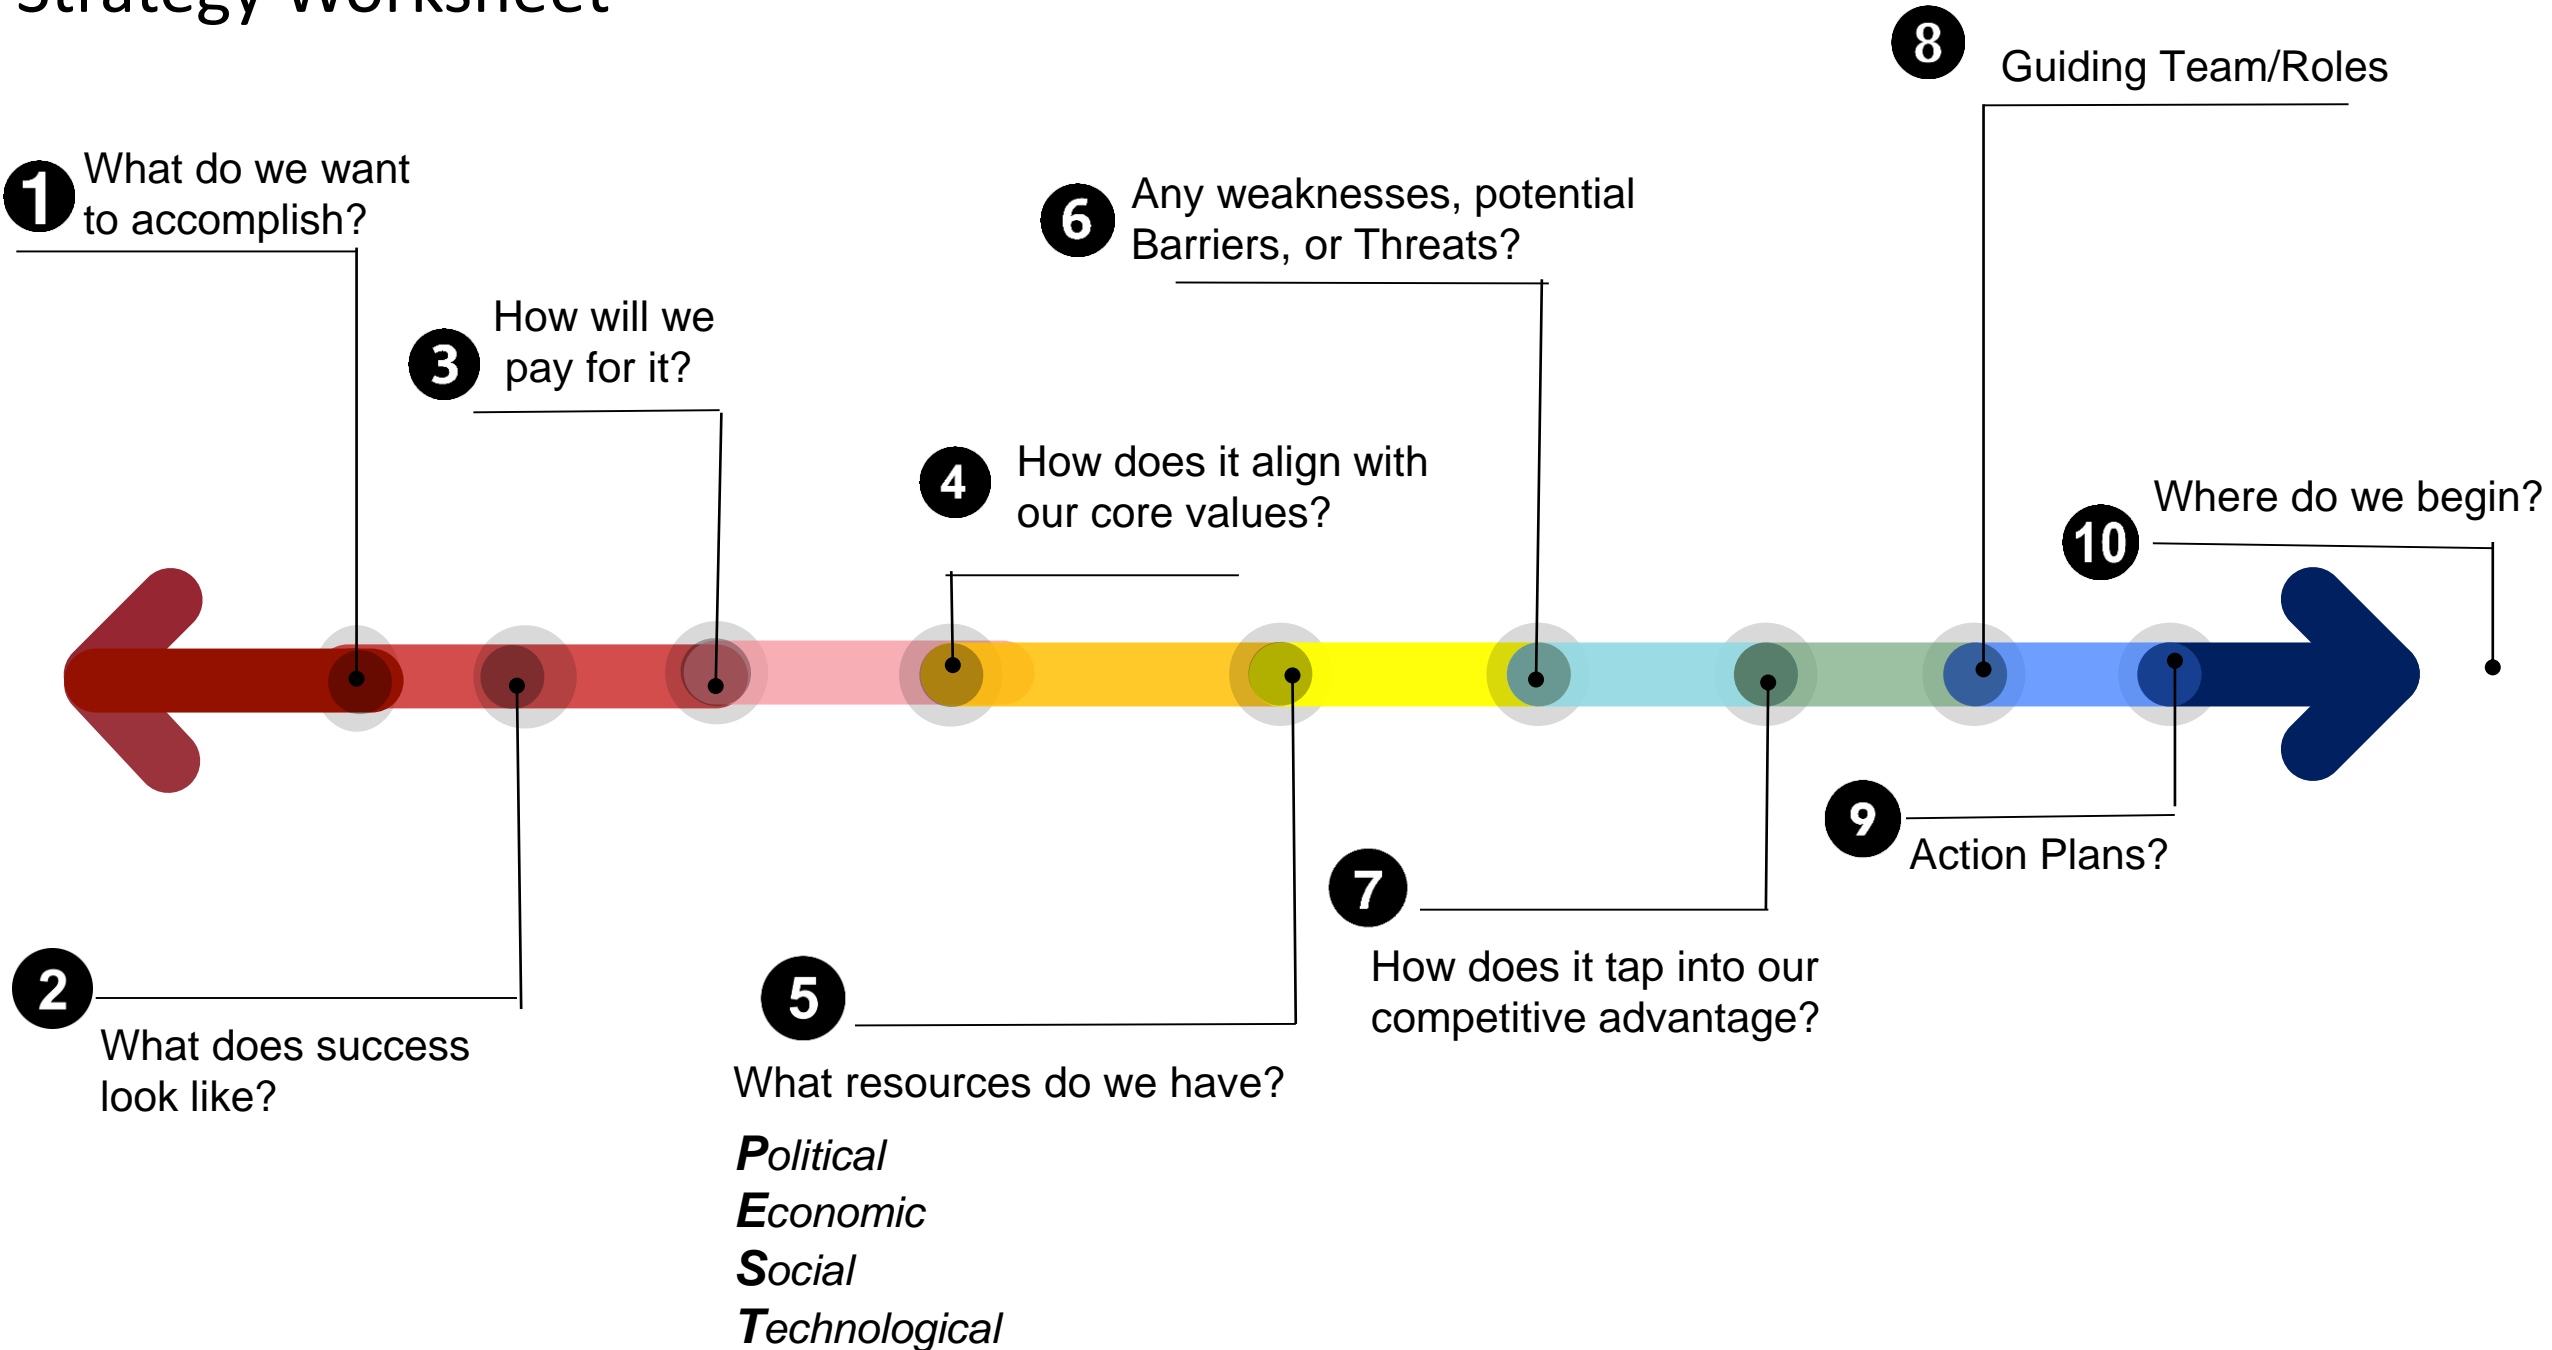 Strategy Worksheet
8
Guiding Team/Roles
1
What do we want
to accomplish?
6
Any weaknesses, potential
Barriers, or Threats?
3
How will we
pay for it?
4
How does it align with
our core values?
10
Where do we begin?
9
Action Plans?
7
How does it tap into our
competitive advantage?
2
What does success
look like?
5
What resources do we have?
Political
Economic
Social
Technological